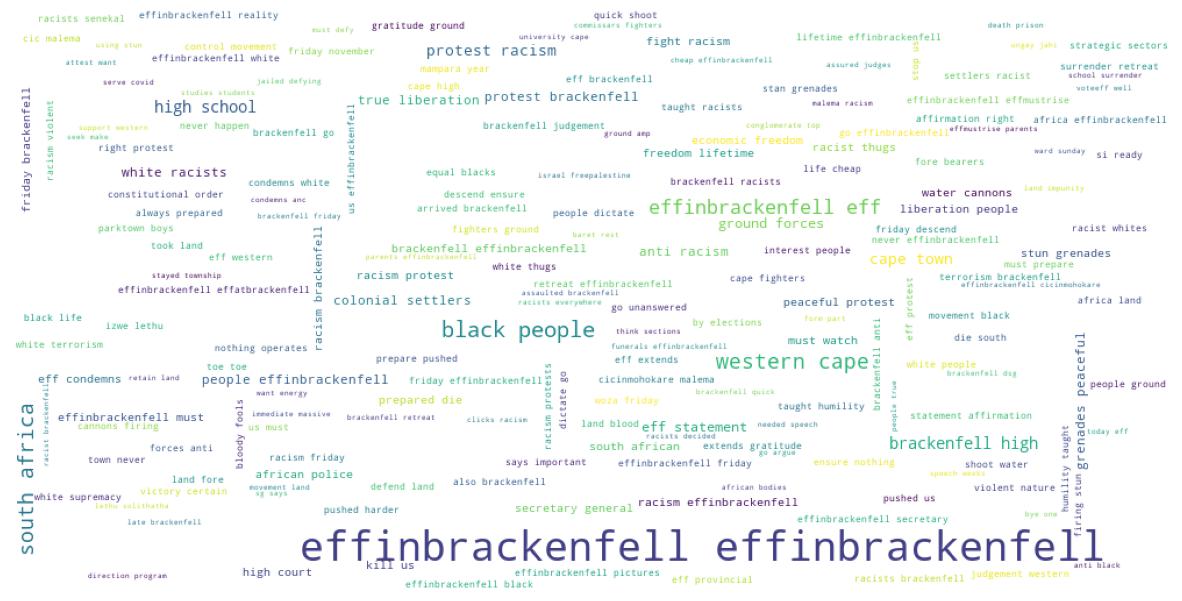 racists senekal
effinbrackenfell reality
must defy
gratitude ground
quick shoot
commissars fighters
death prison
cic malema
using stun
control movement
friday november
university cape
fight racism
lifetime effinbrackenfell
ungay jahi
strategic sectors
protest racism
effinbrackenfell white
attest want
cheap effinbrackenfell
assured judges
stop us
surrender retreat
mampara year
settlers racist
school surrender
serve covid
jailed defying
eff brackenfell
cape high
stan grenades
voteeff well
studies students
friday brackenfell
racism violent
high school
true liberation
protest brackenfell
taught racists
malema racism
effinbrackenfell effmustrise
support western
never happen
brackenfell go
us effinbrackenfell
brackenfell judgement
ground amp
conglomerate top
go effinbrackenfell
affirmation right
africa effinbrackenfell
effmustrise parents
seek make
right protest
economic freedom
racist thugs
freedom lifetime
ward sunday
si ready
fore bearers
white racists
equal blacks
israel freepalestine
life cheap
condemns white
brackenfell racists
constitutional order
condemns anc
descend ensure
water cannons
land impunity
always prepared
arrived brackenfell
people dictate
effinbrackenfell eff
liberation people
brackenfell friday
parktown boys
fighters ground
baret rest
ground forces
friday descend
racist whites
took land
racism brackenfell
brackenfell effinbrackenfell
anti racism
interest people
never effinbrackenfell
eff western
parents effinbrackenfell
cape town
stun grenades
must prepare
stayed township
racism protest
white thugs
cape fighters
terrorism brackenfell
effinbrackenfell effatbrackenfell
retreat effinbrackenfell
effinbrackenfell cicinmohokare
assaulted brackenfell
colonial settlers
racists everywhere
go unanswered
peaceful protest
eff protest
africa land
black life
izwe lethu
black people
think sections
by elections
fore part
movement black
white terrorism
nothing operates
funerals effinbrackenfell
must watch
brackenfell anti
die south
prepare pushed
eff extends
western cape
toe toe
white people
brackenfell dsg
eff condemns
retain land
people effinbrackenfell
friday effinbrackenfell
racism protests
dictate go
cicinmohokare malema
people ground
grenades peaceful
want energy
brackenfell quick
racist brackenfell
prepared die
woza friday
taught humility
people true
south africa
effinbrackenfell must
bloody fools
immediate massive
brackenfell retreat
clicks racism
land blood
eff statement
needed speech
statement affirmation
cannons firing
us must
racists decided
today eff
forces anti
south african
extends gratitude
go argue
brackenfell high
humility taught
town never
racism friday
says important
effinbrackenfell friday
ensure nothing
shoot water
land fore
african police
also brackenfell
speech weeks
movement land
defend land
african bodies
violent nature
firing stun
white supremacy
victory certain
sg says
racism effinbrackenfell
pushed us
lethu solithatha
pushed harder
secretary general
bye one
late brackenfell
effinbrackenfell secretary
effinbrackenfell effinbrackenfell
kill us
anti black
direction program
high court
effinbrackenfell pictures
eff provincial
racists brackenfell
judgement western
effinbrackenfell black